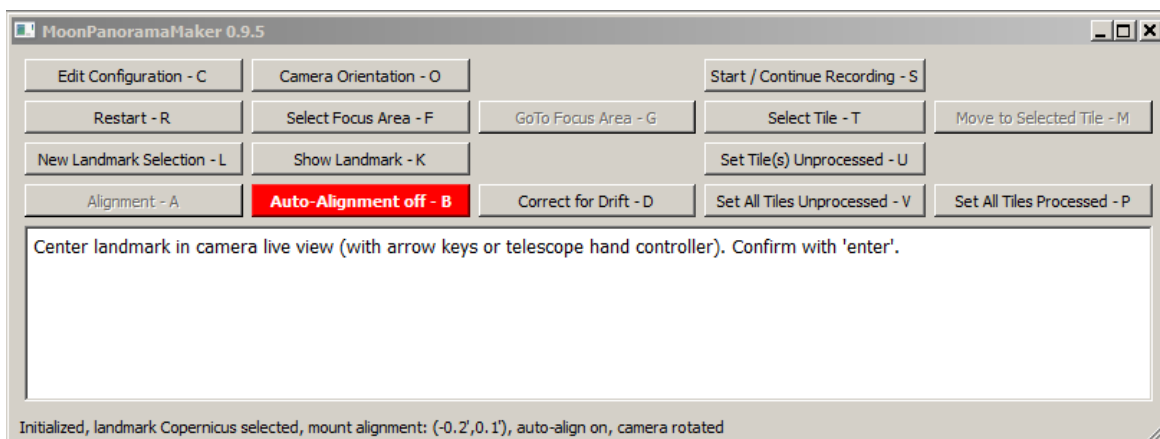 MoonPanoramaMaker 0.9.5
Edit Configuration - C Camera Orientation - O Start / Continue Recording - S
Restart - R Select Focus Area - F GoTo Focus Area - G Select Tile - T Move to Selected Tile - M
New Landmark Selection - L Show Landmark - K Set Tile(s) Unprocessed - U
Alignment - A Auto-Alignment off - B Correct for Drift - D Set All Tiles Unprocessed - V Set All Tiles Processed - P
Center landmark in camera live view (with arrow keys or telescope hand controller). Confirm with 'enter'.
Initialized, landmark Copernicus selected, mount alignment: (-0.2',0.1'), auto-align on, camera rotated